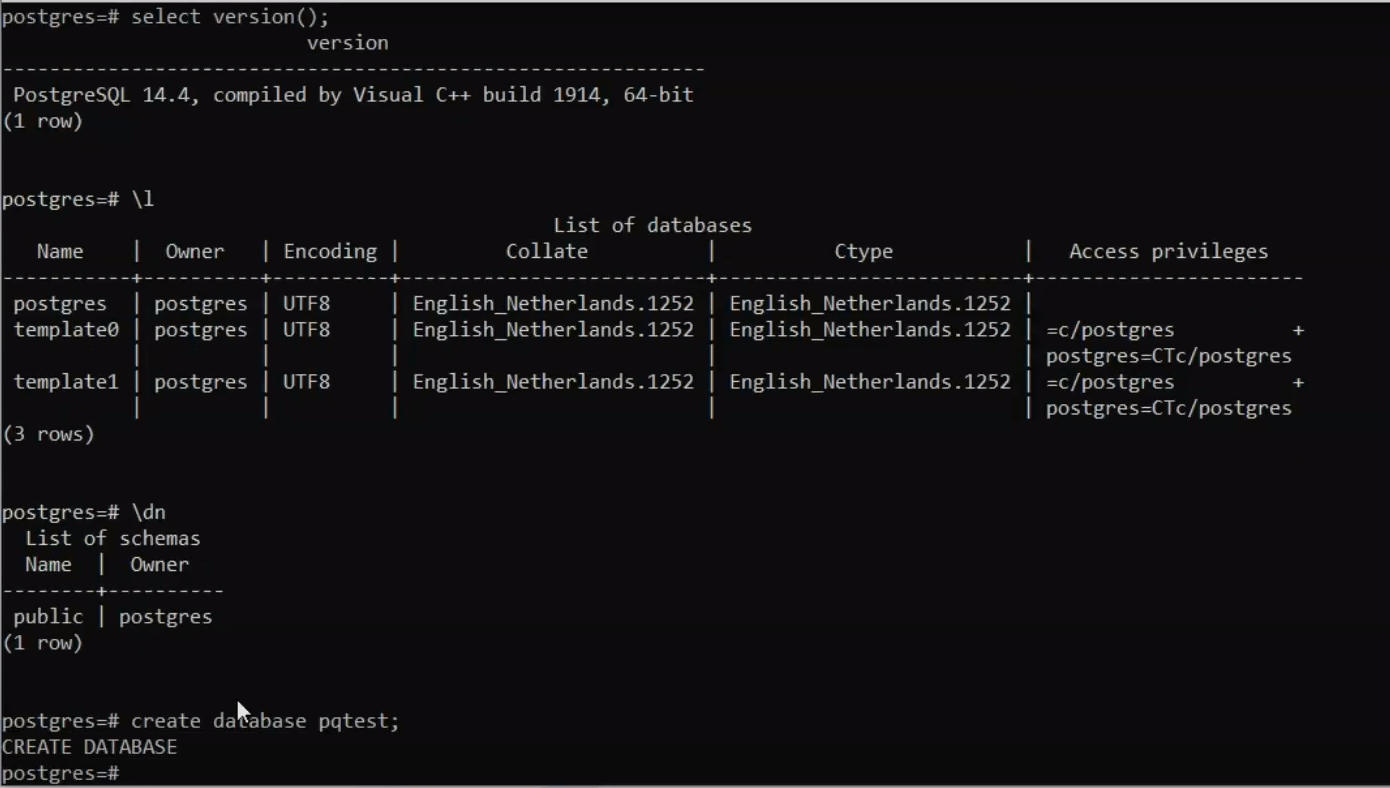 postgres=# select version();
                          version
------------------------------------------------------------
 PostgreSQL 14.4, compiled by Visual C++ build 1914, 64-bit
(1 row)


postgres=# \l
                                               List of databases
   Name    |  Owner   | Encoding |         Collate          |          Ctype           |   Access privileges
-----------+----------+----------+--------------------------+--------------------------+-----------------------
 postgres  | postgres | UTF8     | English_Netherlands.1252 | English_Netherlands.1252 |
 template0 | postgres | UTF8     | English_Netherlands.1252 | English_Netherlands.1252 | =c/postgres          +
           |          |          |                          |                          | postgres=CTc/postgres
 template1 | postgres | UTF8     | English_Netherlands.1252 | English_Netherlands.1252 | =c/postgres          +
           |          |          |                          |                          | postgres=CTc/postgres
(3 rows)


postgres=# \dn
  List of schemas
  Name  |  Owner
--------+----------
 public | postgres
(1 row)


postgres=# create database pqtest;
CREATE DATABASE
postgres=#